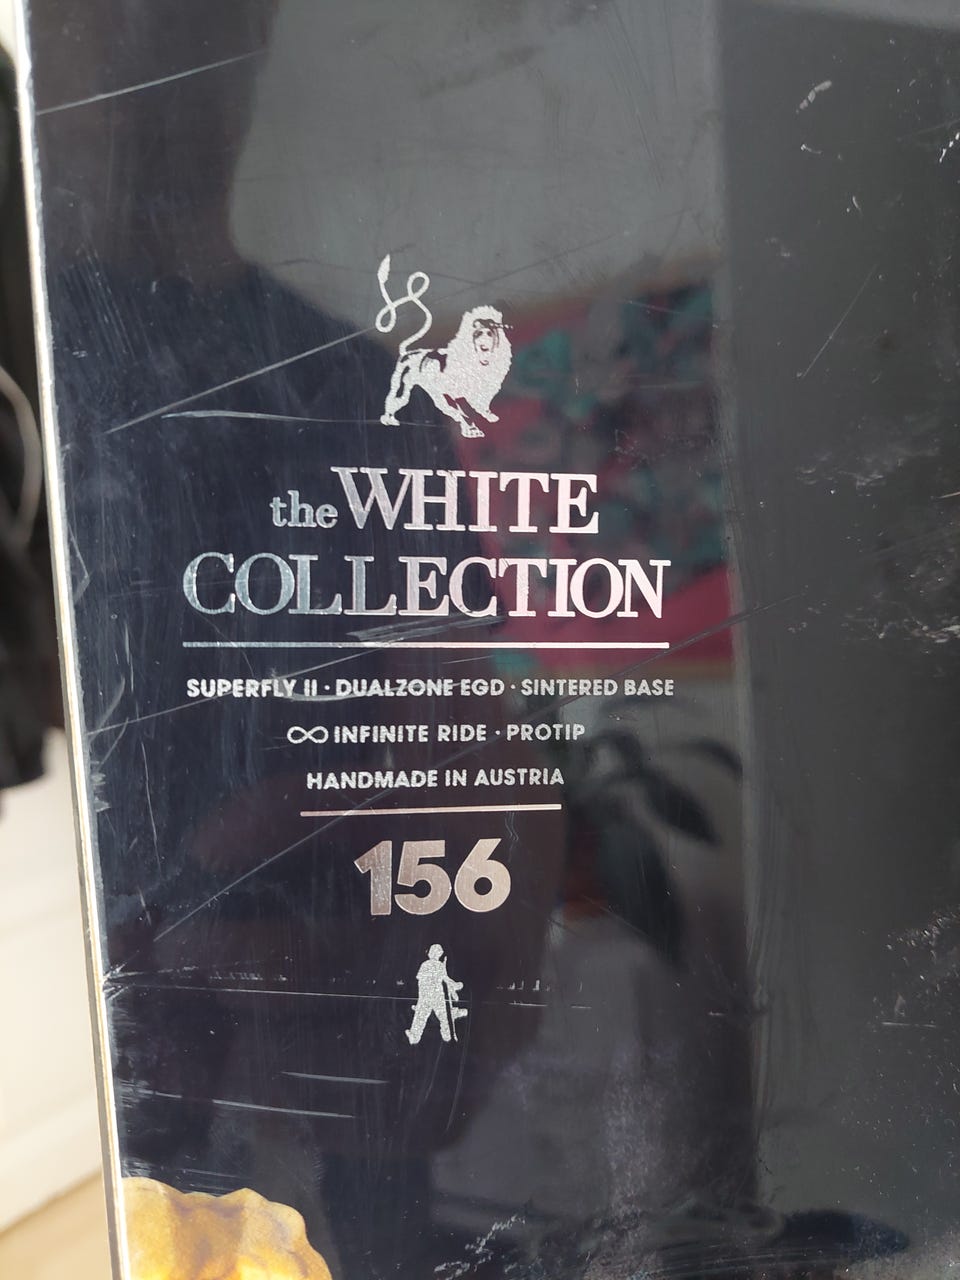 the WHITE
COLLECTION
SUPERFLY II · DUALZONE EGD · SINTERED BASE
∞ INFINITE RIDE · PROTIP
HANDMADE IN AUSTRIA
156